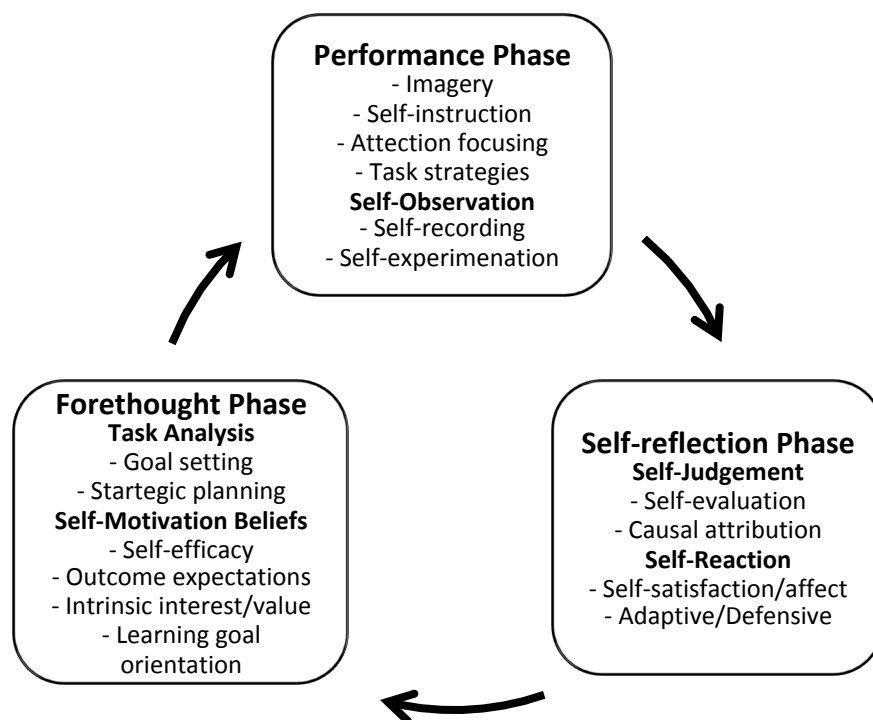 Performance Phase
- Imagery
- Self-instruction
- Attection focusing
- Task strategies
Self-Observation
- Self-recording
- Self-experimenation
Forethought Phase
Task Analysis
- Goal setting
- Startegic planning
Self-Motivation Beliefs
- Self-efficacy
- Outcome expectations
- Intrinsic interest/value
- Learning goal
orientation
Self-reflection Phase
Self-Judgement
- Self-evaluation
- Causal attribution
Self-Reaction
- Self-satisfaction/affect
- Adaptive/Defensive